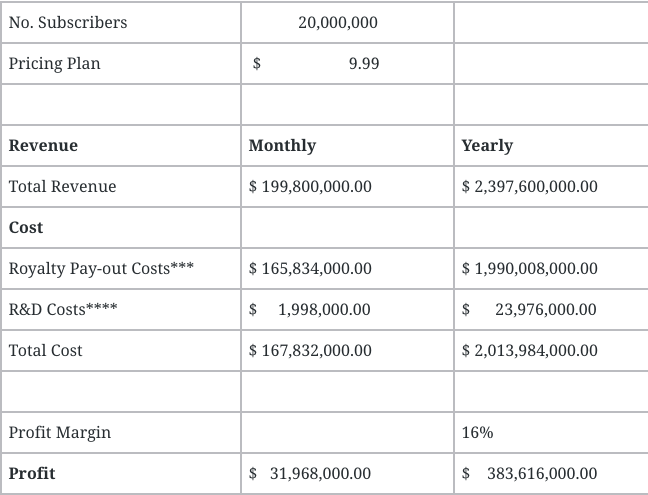 No. Subscribers 20,000,000
Pricing Plan $ 9.99
Revenue Monthly Yearly
Total Revenue $ 199,800,000.00 $ 2,397,600,000.00
Cost
Royalty Pay-out Costs*** $ 165,834,000.00 $ 1,990,008,000.00
R&D Costs**** $ 1,998,000.00 $ 23,976,000.00
Total Cost $ 167,832,000.00 $ 2,013,984,000.00
Profit Margin 16%
Profit $ 31,968,000.00 $ 383,616,000.00